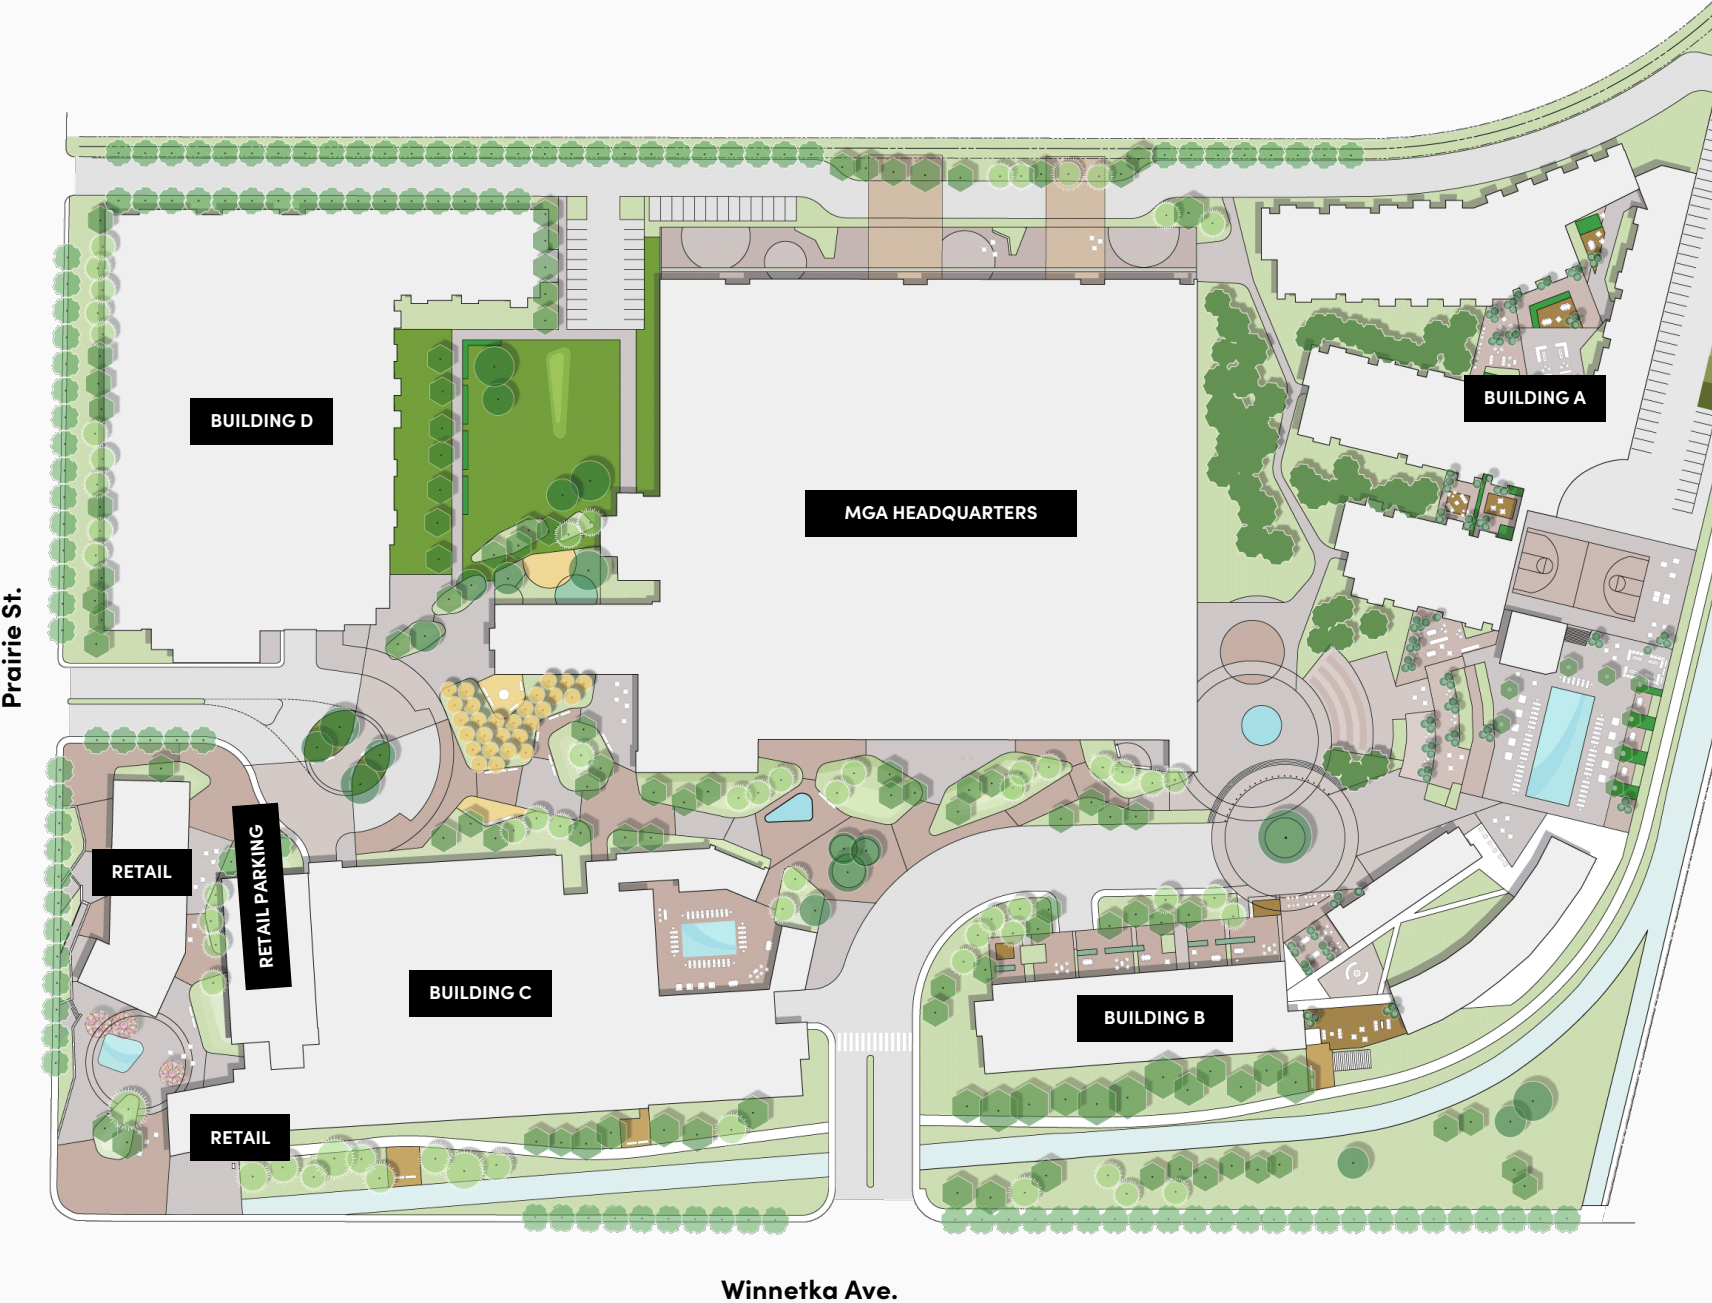 BUILDING A
BUILDING D
MGA HEADQUARTERS
Prairie St.
RETAIL
RETAIL PARKING
BUILDING C
BUILDING B
RETAIL
Winnetka Ave.